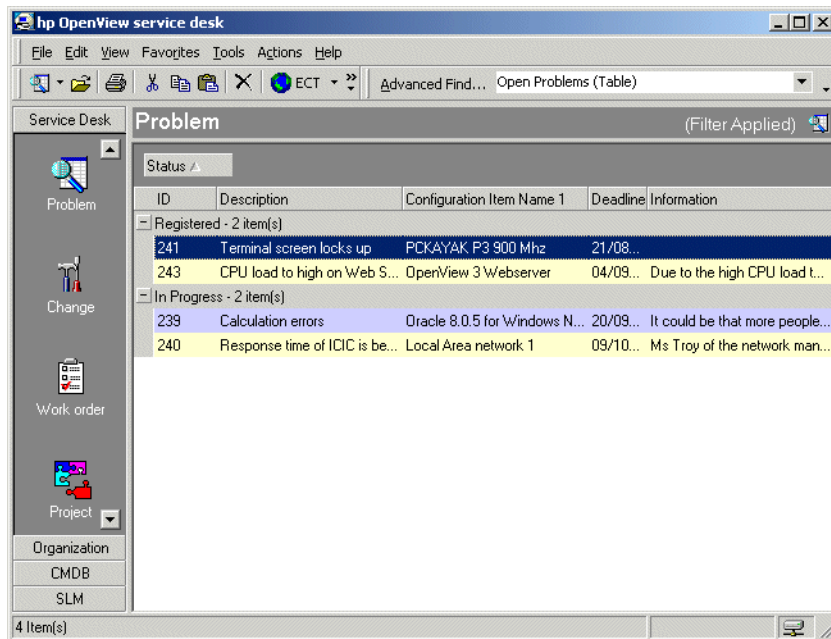 hp OpenView service desk
File Edit View Favorites Tools Actions Help
ECT Advanced Find... Open Problems (Table)
Service Desk
Problem (Filter Applied)
Problem
Change
Work order
Project
Organization
CMDB
SLM
Status
ID Description Configuration Item Name 1 Deadline Information
Registered - 2 item(s)
241 Terminal screen locks up PCKAYAK P3 900 Mhz 21/08...
243 CPU load to high on Web S... OpenView 3 Webserver 04/09... Due to the high CPU load t...
In Progress - 2 item(s)
239 Calculation errors Oracle 8.0.5 for Windows N... 20/09... It could be that more people...
240 Response time of ICIC is be... Local Area network 1 09/10... Ms Troy of the network man...
4 Item(s)